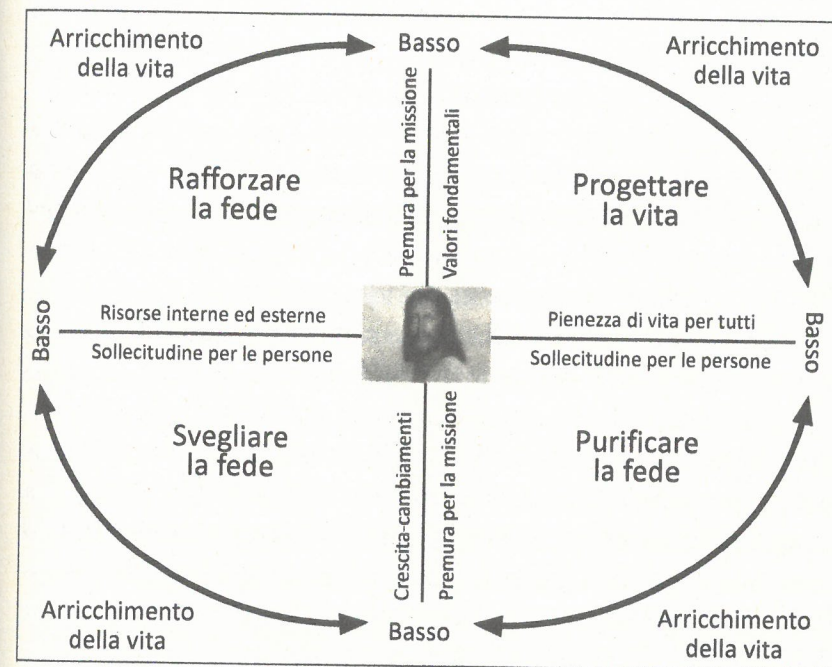 Arricchimento
della vita
Basso
Arricchimento
della vita
Rafforzare
la fede
Premura per la missione
Valori fondamentali
Progettare
la vita
Basso
Risorse interne ed esterne
Sollecitudine per le persone
Pienezza di vita per tutti
Sollecitudine per le persone
Basso
Svegliare
la fede
Crescita-cambiamenti
Premura per la missione
Purificare
la fede
Arricchimento
della vita
Basso
Arricchimento
della vita